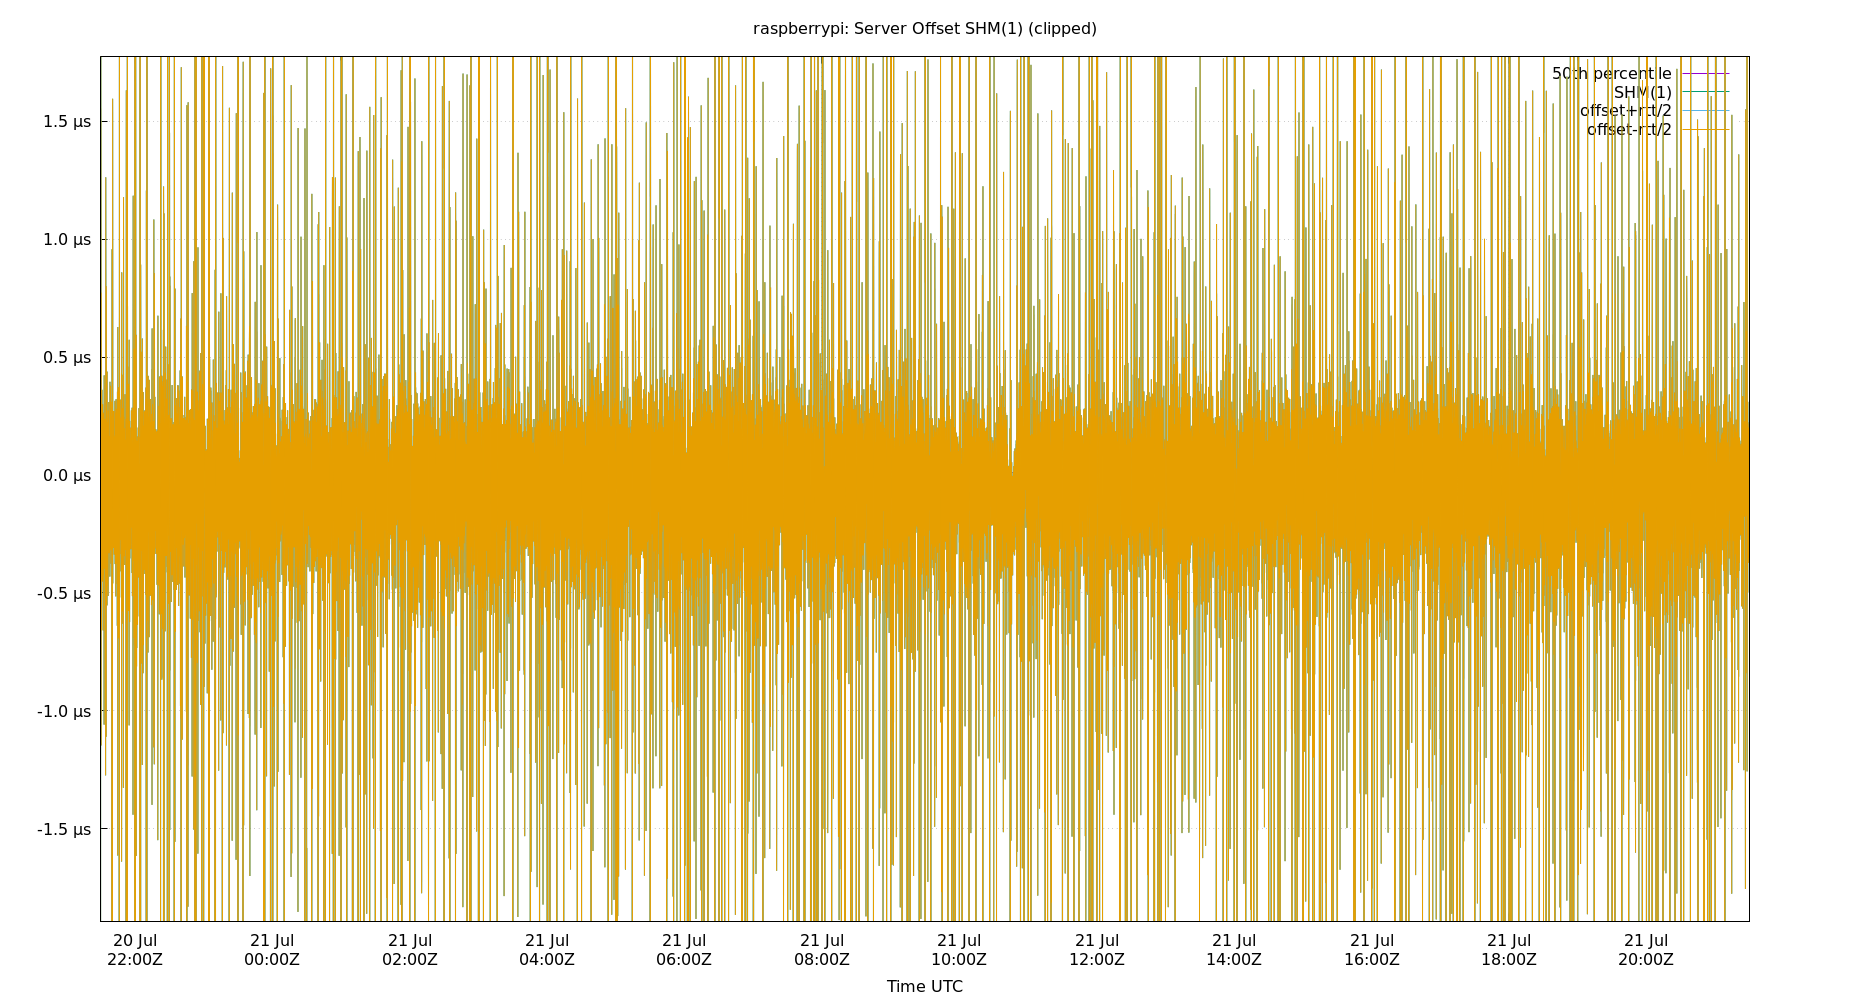 raspberrypi: Server Offset SHM(1) (clipped)
50th percentile
SHM(1)
offset+rtt/2
offset-rtt/2
1.5 µs
1.0 µs
0.5 µs
0.0 µs
-0.5 µs
-1.0 µs
-1.5 µs
20 Jul 21 Jul 21 Jul 21 Jul 21 Jul 21 Jul 21 Jul 21 Jul 21 Jul 21 Jul 21 Jul 21 Jul
22:00Z 00:00Z 02:00Z 04:00Z 06:00Z 08:00Z 10:00Z 12:00Z 14:00Z 16:00Z 18:00Z 20:00Z
Time UTC